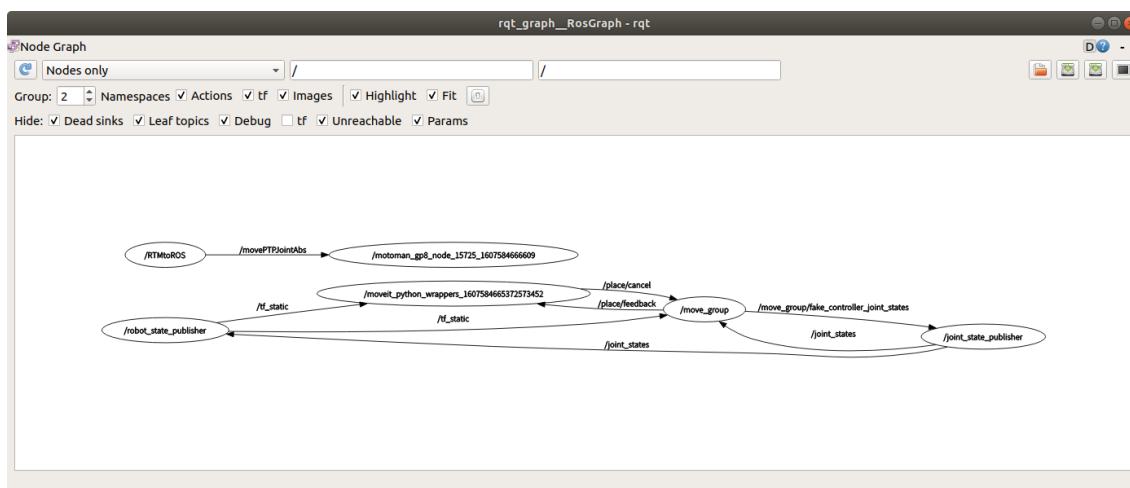 rqt_graph__RosGraph - rqt
Node Graph
D
-
Nodes only
/
/
Group: 2 Namespaces Actions tf Images Highlight Fit
Hide: Dead sinks Leaf topics Debug tf Unreachable Params
/RTMtoROS
/movePTPJointAbs
/motoman_gp8_node_15725_1607584666609
/place/cancel
/moveit_python_wrappers_1607584665372573452
/place/feedback
/tf_static
/move_group
/move_group/fake_controller_joint_states
/tf_static
/robot_state_publisher
/joint_states
/joint_state_publisher
/joint_states